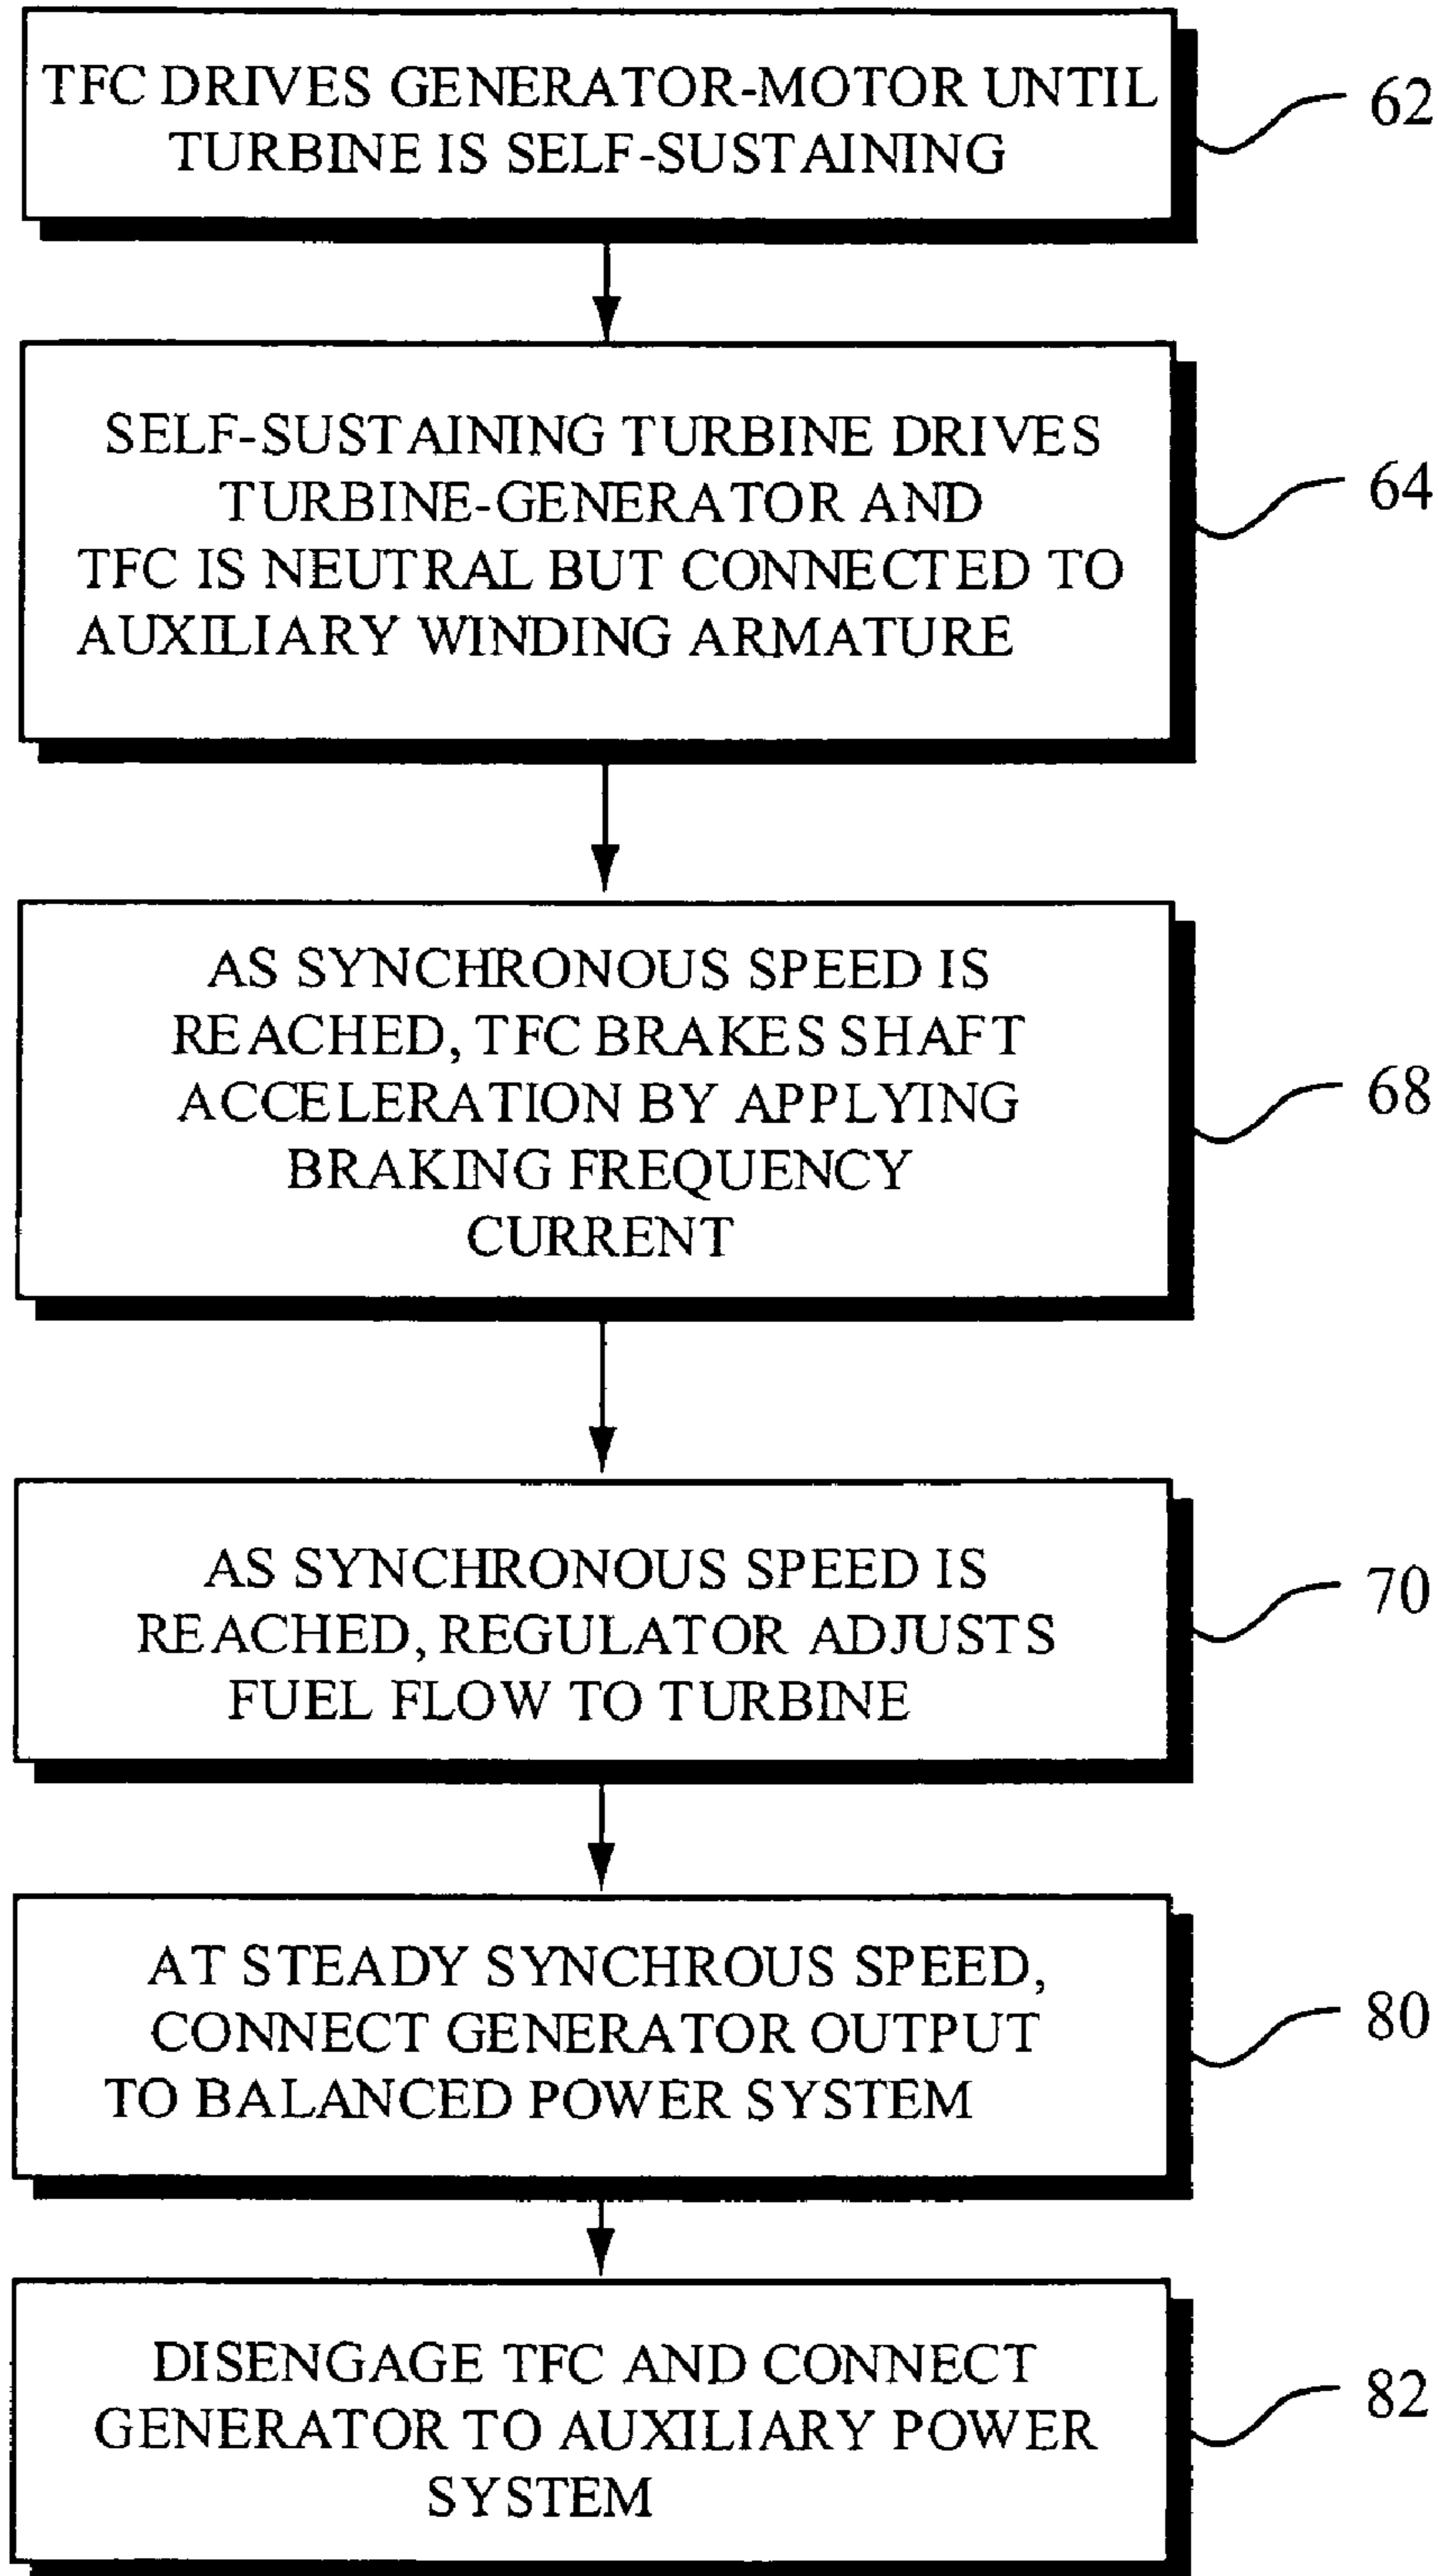 TFC DRIVES GENERATOR-MOTOR UNTIL
TURBINE IS SELF-SUSTAINING
62
SELF-SUSTAINING TURBINE DRIVES
TURBINE-GENERATOR AND
TFC IS NEUTRAL BUT CONNECTED TO
AUXILIARY WINDING ARMATURE
64
AS SYNCHRONOUS SPEED IS
REACHED, TFC BRAKES SHAFT
ACCELERATION BY APPLYING
BRAKING FREQUENCY
CURRENT
68
AS SYNCHRONOUS SPEED IS
REACHED, REGULATOR ADJUSTS
FUEL FLOW TO TURBINE
70
AT STEADY SYNCHROUS SPEED,
CONNECT GENERATOR OUTPUT
TO BALANCED POWER SYSTEM
80
DISENGAGE TFC AND CONNECT
GENERATOR TO AUXILIARY POWER
SYSTEM
82